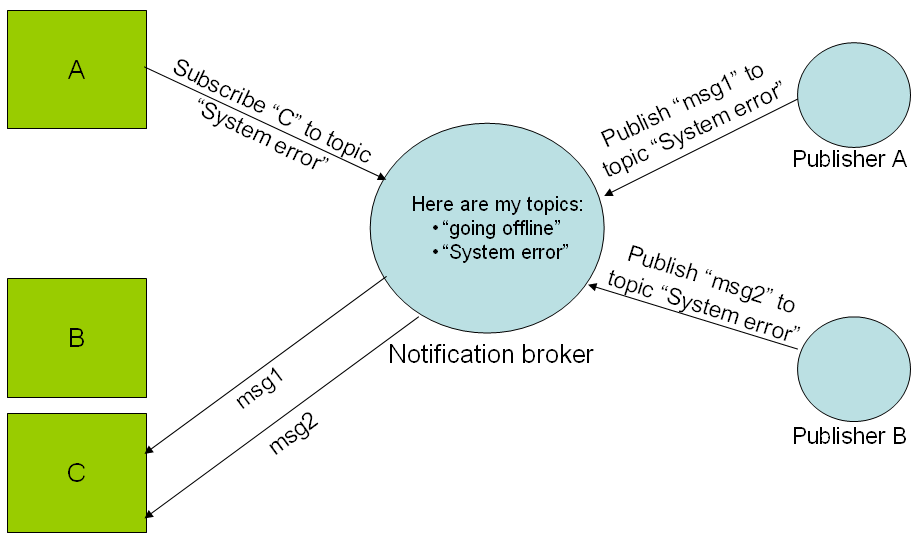 A
Subscribe “C” to topic
“System error”
Publish “msg1” to
topic “System error”
Publisher A
Here are my topics:
•“going offline”
•“System error”
Notification broker
Publish “msg2” to
topic “System error”
Publisher B
B
msg1
msg2
C